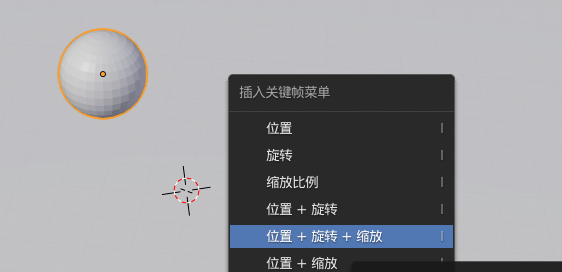 插入关键帧菜单
位置
旋转
缩放比例
位置 + 旋转
位置 + 旋转 + 缩放
位置 + 缩放